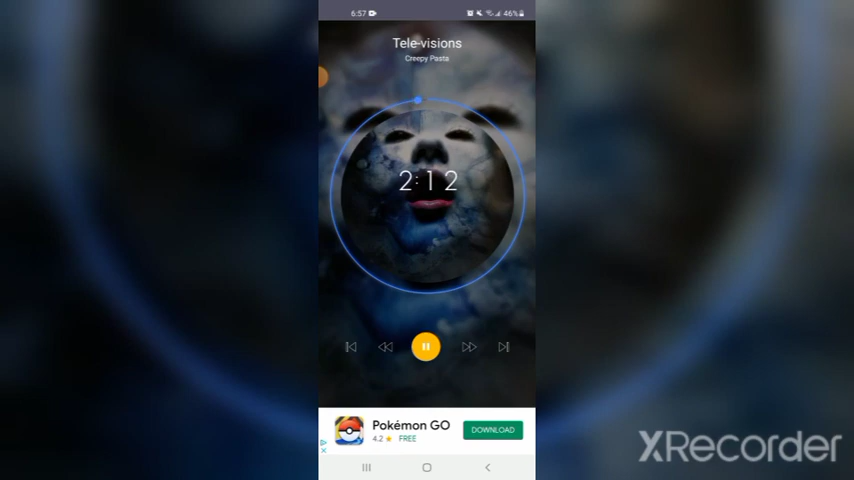 6:57
46%
Tele-visions
Creepy Pasta
2:12
Pokémon GO
4.2 ★ FREE
DOWNLOAD
XRecorder